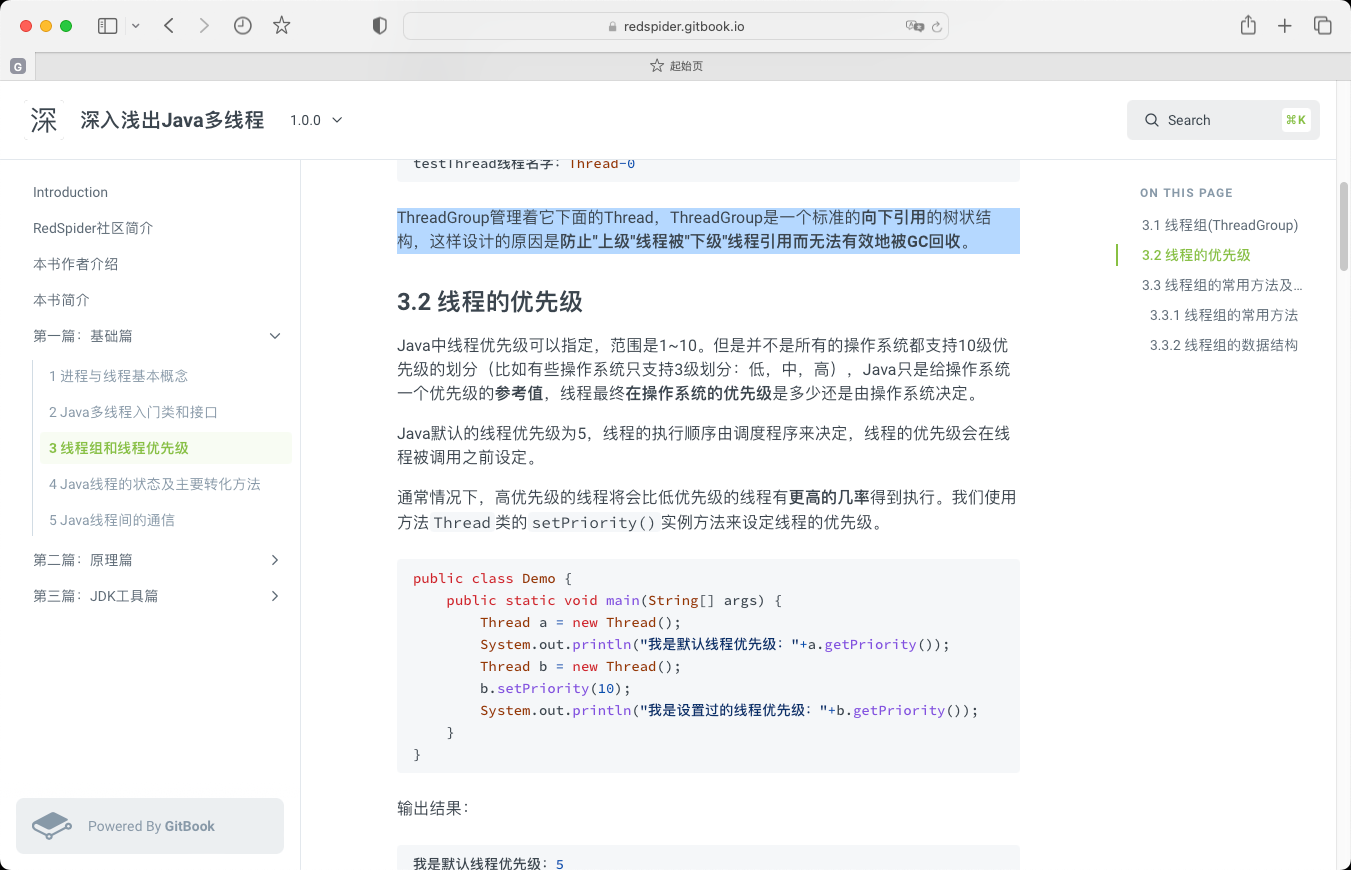 redspider.gitbook.io
G
起始页
深
深入浅出Java多线程
1.0.0
Search
⌘K
Introduction
RedSpider社区简介
本书作者介绍
本书简介
第一篇：基础篇
1 进程与线程基本概念
2 Java多线程入门类和接口
3 线程组和线程优先级
4 Java线程的状态及主要转化方法
5 Java线程间的通信
第二篇：原理篇
第三篇：JDK工具篇
Powered By GitBook
testThread线程名字：Thread-0
ThreadGroup管理着它下面的Thread，ThreadGroup是一个标准的向下引用的树状结
构，这样设计的原因是防止"上级"线程被"下级"线程引用而无法有效地被GC回收。
3.2 线程的优先级
Java中线程优先级可以指定，范围是1~10。但是并不是所有的操作系统都支持10级优
先级的划分（比如有些操作系统只支持3级划分：低，中，高），Java只是给操作系统
一个优先级的参考值，线程最终在操作系统的优先级是多少还是由操作系统决定。
Java默认的线程优先级为5，线程的执行顺序由调度程序来决定，线程的优先级会在线
程被调用之前设定。
通常情况下，高优先级的线程将会比低优先级的线程有更高的几率得到执行。我们使用
方法 Thread 类的 setPriority() 实例方法来设定线程的优先级。
public class Demo {
    public static void main(String[] args) {
        Thread a = new Thread();
        System.out.println("我是默认线程优先级："+a.getPriority());
        Thread b = new Thread();
        b.setPriority(10);
        System.out.println("我是设置过的线程优先级："+b.getPriority());
    }
}
输出结果：
我是默认线程优先级：5
ON THIS PAGE
3.1 线程组(ThreadGroup)
3.2 线程的优先级
3.3 线程组的常用方法及...
3.3.1 线程组的常用方法
3.3.2 线程组的数据结构